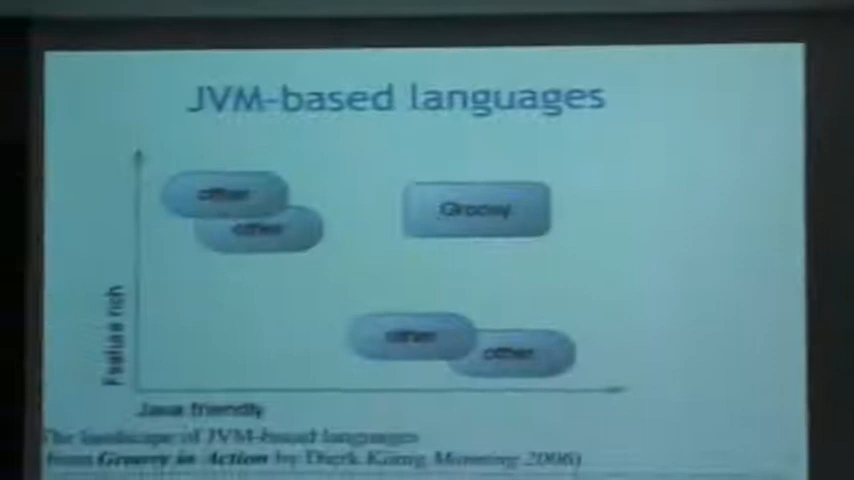 JVM-based languages
other
other
Groovy
other
other
Feature rich
Java friendly
The landscape of JVM-based languages
from Groovy in Action by Dierk König, Manning 2006)